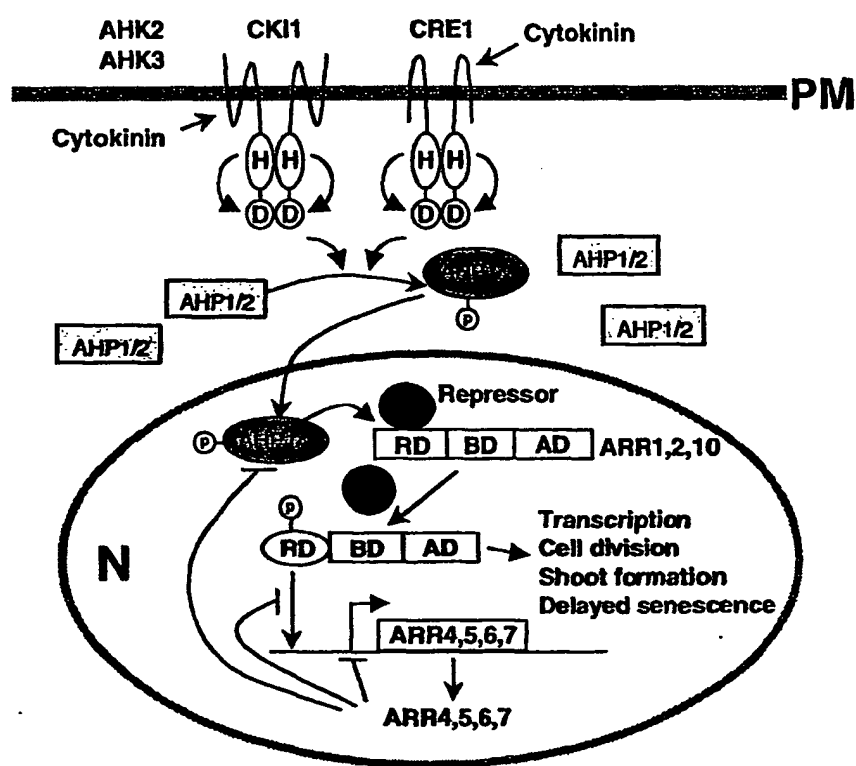 AHK2
AHK3
CKI1
CRE1
Cytokinin
PM
Cytokinin
H H
H H
D D
D D
AHP1/2
AHP1/2
P
AHP1/2
AHP1/2
Repressor
P
RD BD AD ARR1,2,10
P
RD BD AD
Transcription
Cell division
Shoot formation
Delayed senescence
N
ARR4,5,6,7
ARR4,5,6,7